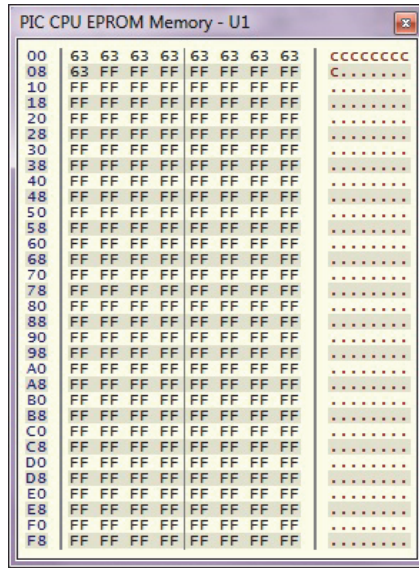 PIC CPU EPROM Memory - U1
00 63 63 63 63 63 63 63 63 cccccccc
08 63 FF FF FF FF FF FF FF c.......
10 FF FF FF FF FF FF FF FF ........
18 FF FF FF FF FF FF FF FF ........
20 FF FF FF FF FF FF FF FF ........
28 FF FF FF FF FF FF FF FF ........
30 FF FF FF FF FF FF FF FF ........
38 FF FF FF FF FF FF FF FF ........
40 FF FF FF FF FF FF FF FF ........
48 FF FF FF FF FF FF FF FF ........
50 FF FF FF FF FF FF FF FF ........
58 FF FF FF FF FF FF FF FF ........
60 FF FF FF FF FF FF FF FF ........
68 FF FF FF FF FF FF FF FF ........
70 FF FF FF FF FF FF FF FF ........
78 FF FF FF FF FF FF FF FF ........
80 FF FF FF FF FF FF FF FF ........
88 FF FF FF FF FF FF FF FF ........
90 FF FF FF FF FF FF FF FF ........
98 FF FF FF FF FF FF FF FF ........
A0 FF FF FF FF FF FF FF FF ........
A8 FF FF FF FF FF FF FF FF ........
B0 FF FF FF FF FF FF FF FF ........
B8 FF FF FF FF FF FF FF FF ........
C0 FF FF FF FF FF FF FF FF ........
C8 FF FF FF FF FF FF FF FF ........
D0 FF FF FF FF FF FF FF FF ........
D8 FF FF FF FF FF FF FF FF ........
E0 FF FF FF FF FF FF FF FF ........
E8 FF FF FF FF FF FF FF FF ........
F0 FF FF FF FF FF FF FF FF ........
F8 FF FF FF FF FF FF FF FF ........